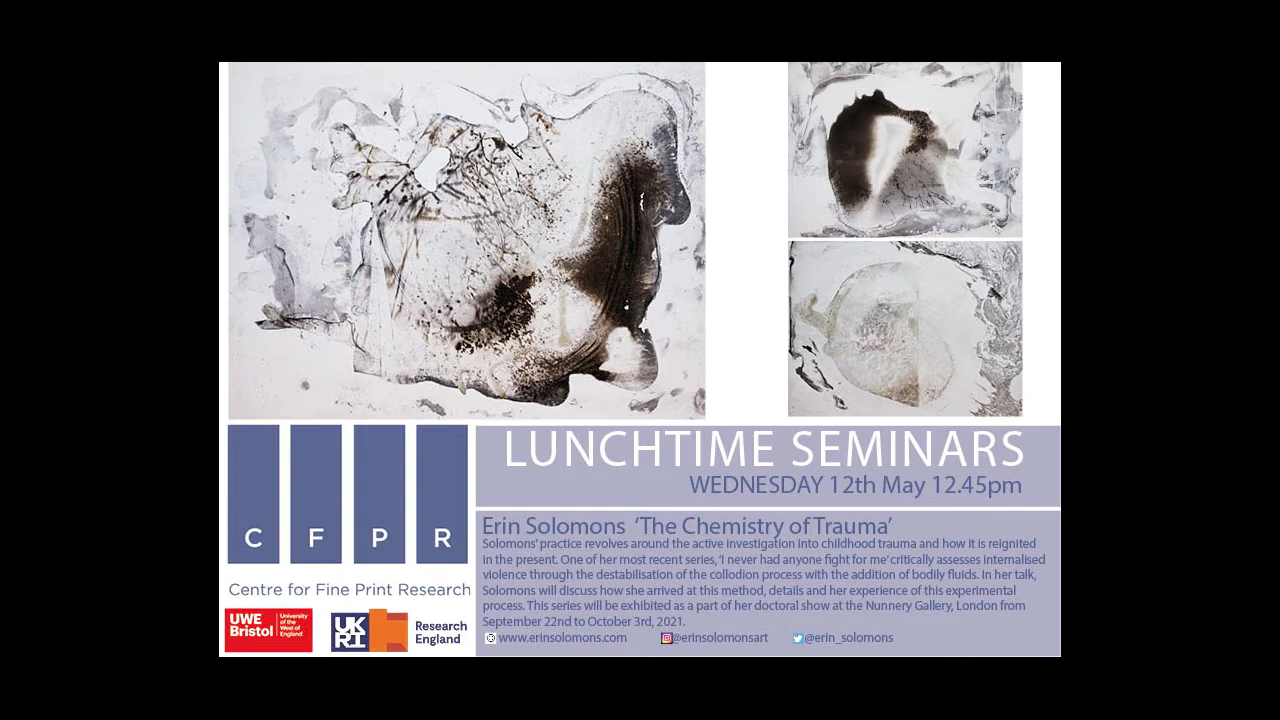 LUNCHTIME SEMINARS
WEDNESDAY 12th May 12.45pm
C F P R
Centre for Fine Print Research
UWE Bristol
University of the West of England
UKRI
Research England
Erin Solomons 'The Chemistry of Trauma'
Solomons' practice revolves around the active investigation into childhood trauma and how it is reignited
in the present. One of her most recent series, 'I never had anyone fight for me' critically assesses internalised
violence through the destabilisation of the collodion process with the addition of bodily fluids. In her talk,
Solomons will discuss how she arrived at this method, details and her experience of this experimental
process. This series will be exhibited as a part of her doctoral show at the Nunnery Gallery, London from
September 22nd to October 3rd, 2021.
www.erinsolomons.com @erinsolomonsart @erin_solomons